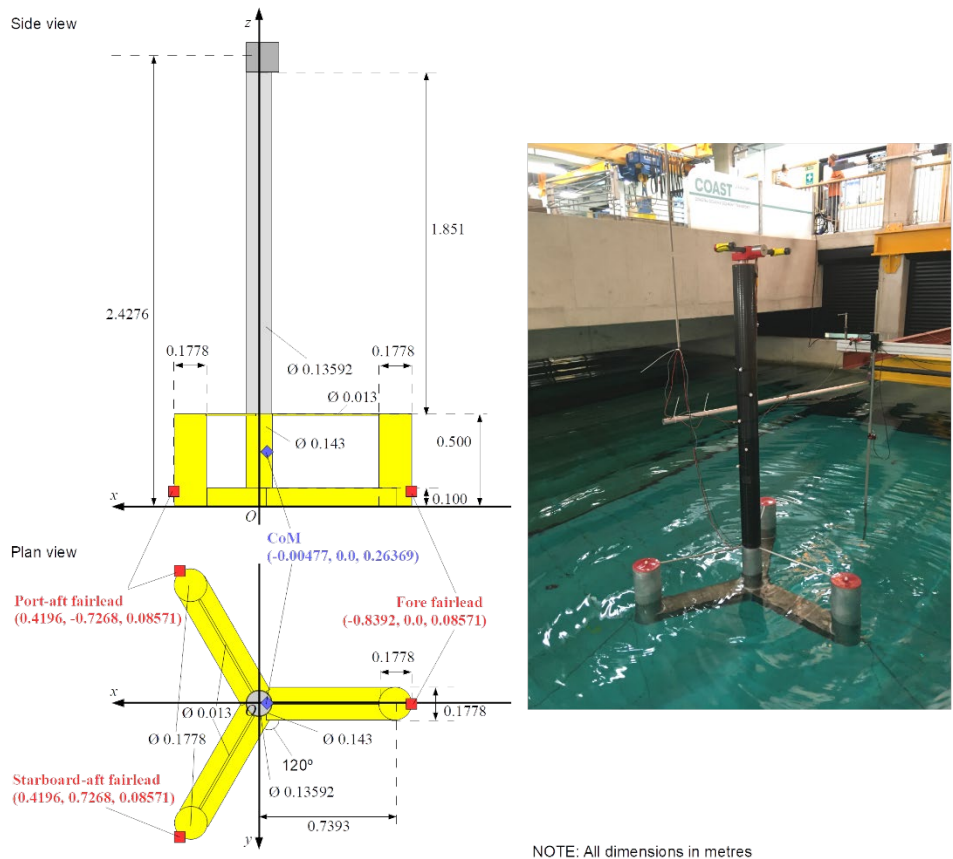 Side view
z
1.851
2.4276
0.1778
0.1778
Ø 0.13592
Ø 0.013
Ø 0.143
0.500
0.100
x
O
CoM
(-0.00477, 0.0, 0.26369)
Plan view
Port-aft fairlead
(0.4196, -0.7268, 0.08571)
Fore fairlead
(-0.8392, 0.0, 0.08571)
0.1778
x
O
0.1778
Ø 0.013
Ø 0.1778
Ø 0.143
120º
Starboard-aft fairlead
(0.4196, 0.7268, 0.08571)
Ø 0.13592
0.7393
y
COAST
NOTE: All dimensions in metres